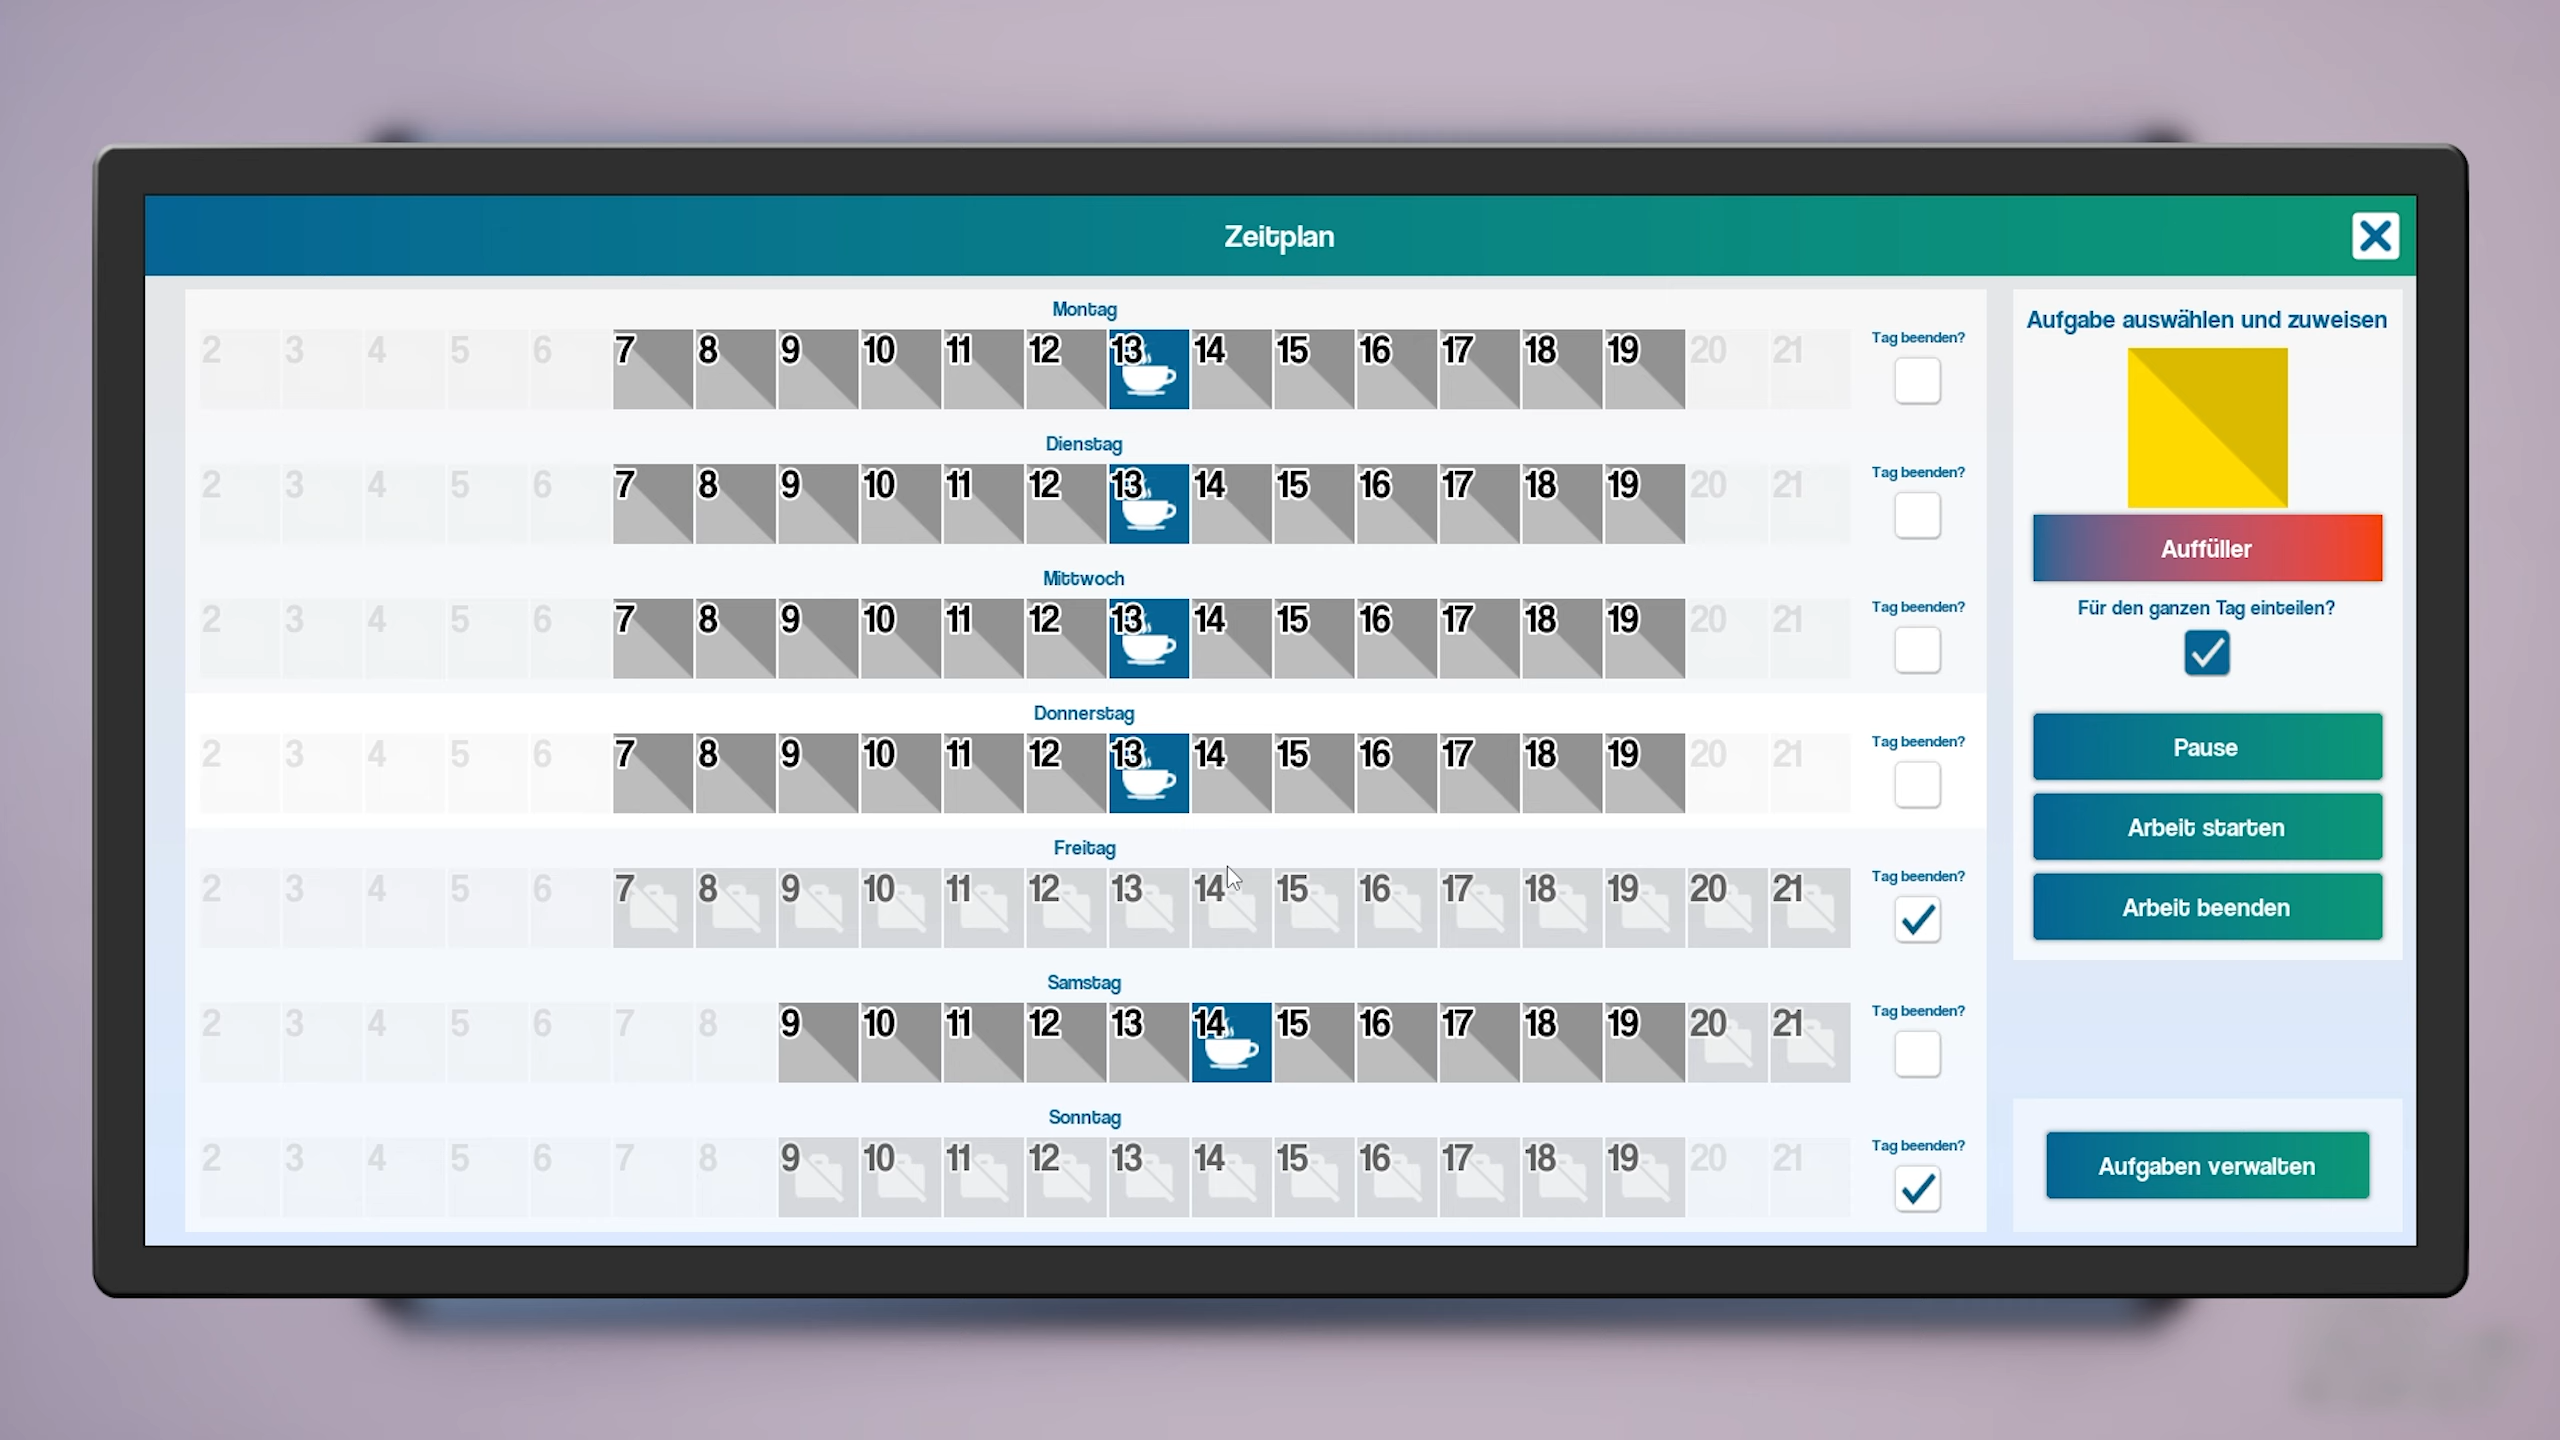 Zeitplan
Montag
2 3 4 5 6 7 8 9 10 11 12 13 14 15 16 17 18 19 20 21
Tag beenden?
Dienstag
2 3 4 5 6 7 8 9 10 11 12 13 14 15 16 17 18 19 20 21
Tag beenden?
Mittwoch
2 3 4 5 6 7 8 9 10 11 12 13 14 15 16 17 18 19 20 21
Tag beenden?
Donnerstag
2 3 4 5 6 7 8 9 10 11 12 13 14 15 16 17 18 19 20 21
Tag beenden?
Freitag
2 3 4 5 6 7 8 9 10 11 12 13 14 15 16 17 18 19 20 21
Tag beenden?
Samstag
2 3 4 5 6 7 8 9 10 11 12 13 14 15 16 17 18 19 20 21
Tag beenden?
Sonntag
2 3 4 5 6 7 8 9 10 11 12 13 14 15 16 17 18 19 20 21
Tag beenden?
Aufgabe auswählen und zuweisen
Auffüller
Für den ganzen Tag einteilen?
Pause
Arbeit starten
Arbeit beenden
Aufgaben verwalten